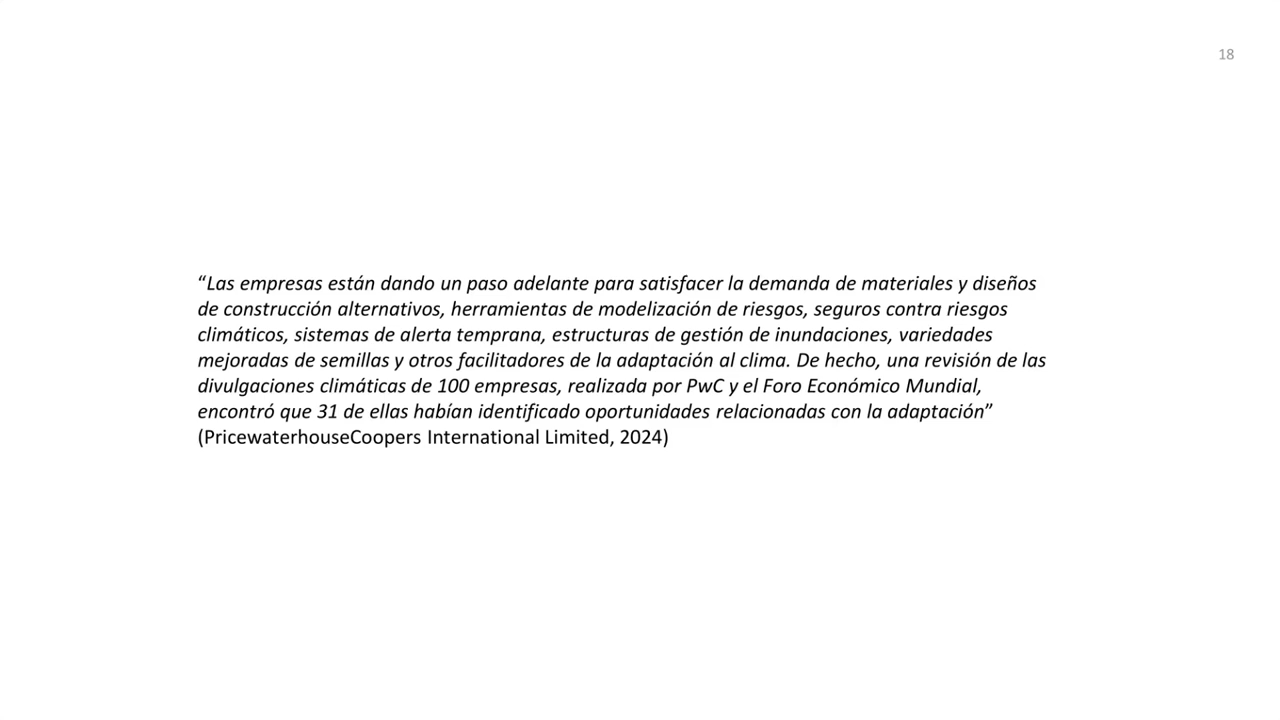 18
“Las empresas están dando un paso adelante para satisfacer la demanda de materiales y diseños
de construcción alternativos, herramientas de modelización de riesgos, seguros contra riesgos
climáticos, sistemas de alerta temprana, estructuras de gestión de inundaciones, variedades
mejoradas de semillas y otros facilitadores de la adaptación al clima. De hecho, una revisión de las
divulgaciones climáticas de 100 empresas, realizada por PwC y el Foro Económico Mundial,
encontró que 31 de ellas habían identificado oportunidades relacionadas con la adaptación”
(PricewaterhouseCoopers International Limited, 2024)